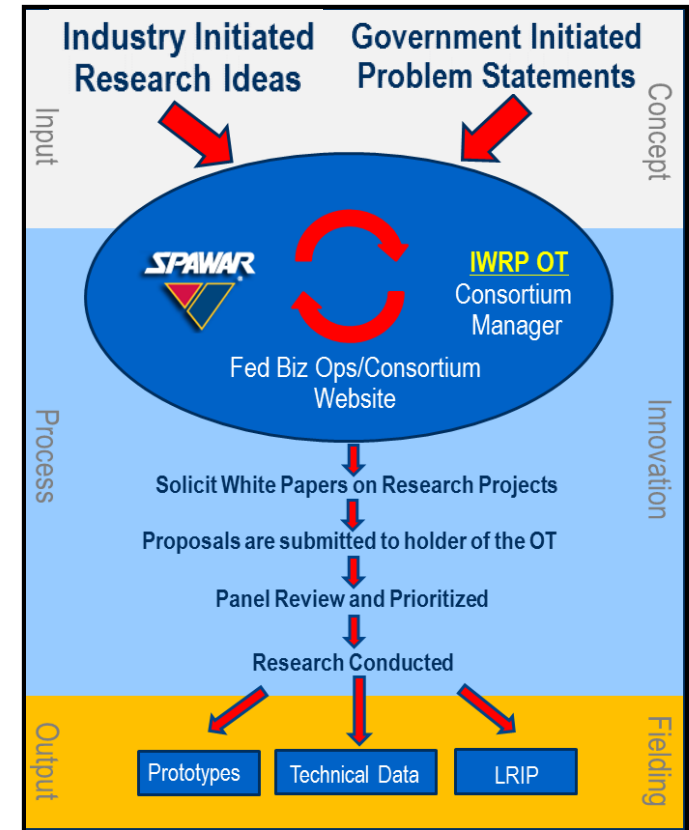 Industry Initiated
Research Ideas
Government Initiated
Problem Statements
Input
Concept
SPAWAR
IWRP OT
Consortium
Manager
Fed Biz Ops/Consortium
Website
Process
Innovation
Solicit White Papers on Research Projects
Proposals are submitted to holder of the OT
Panel Review and Prioritized
Research Conducted
Output
Fielding
Prototypes
Technical Data
LRIP